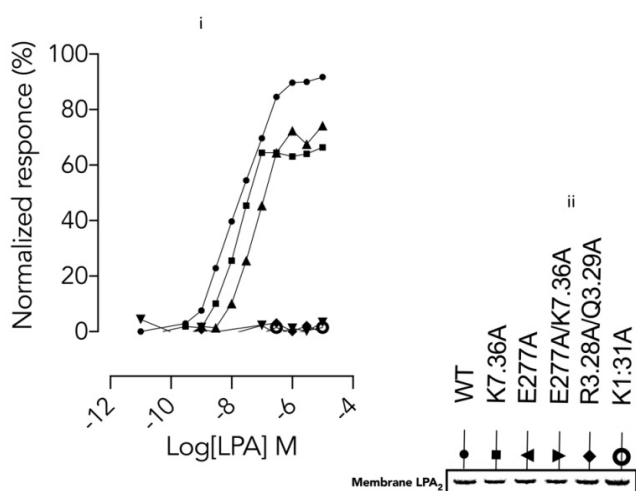 i
Normalized responce (%)
100
80
60
40
20
0
-12
-10
-8
-6
-4
Log[LPA] M
ii
WT
K7.36A
E277A
E277A/K7.36A
R3.28A/Q3.29A
K1:31A
Membrane LPA₂